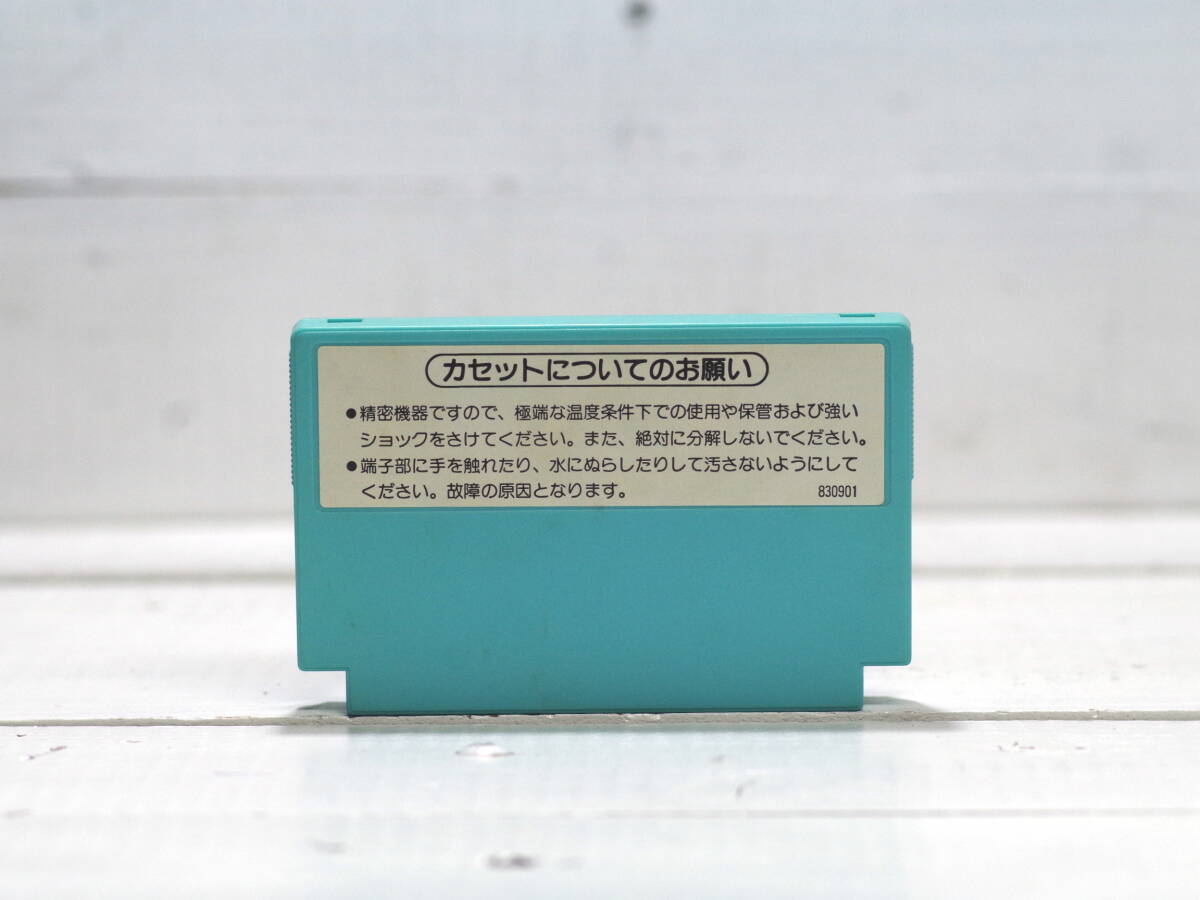 カセットについてのお願い
●精密機器ですので、極端な温度条件下での使用や保管および強い
ショックをさけてください。また、絶対に分解しないでください。
●端子部に手を触れたり、水にぬらしたりして汚さないようにして
ください。故障の原因となります。 830901